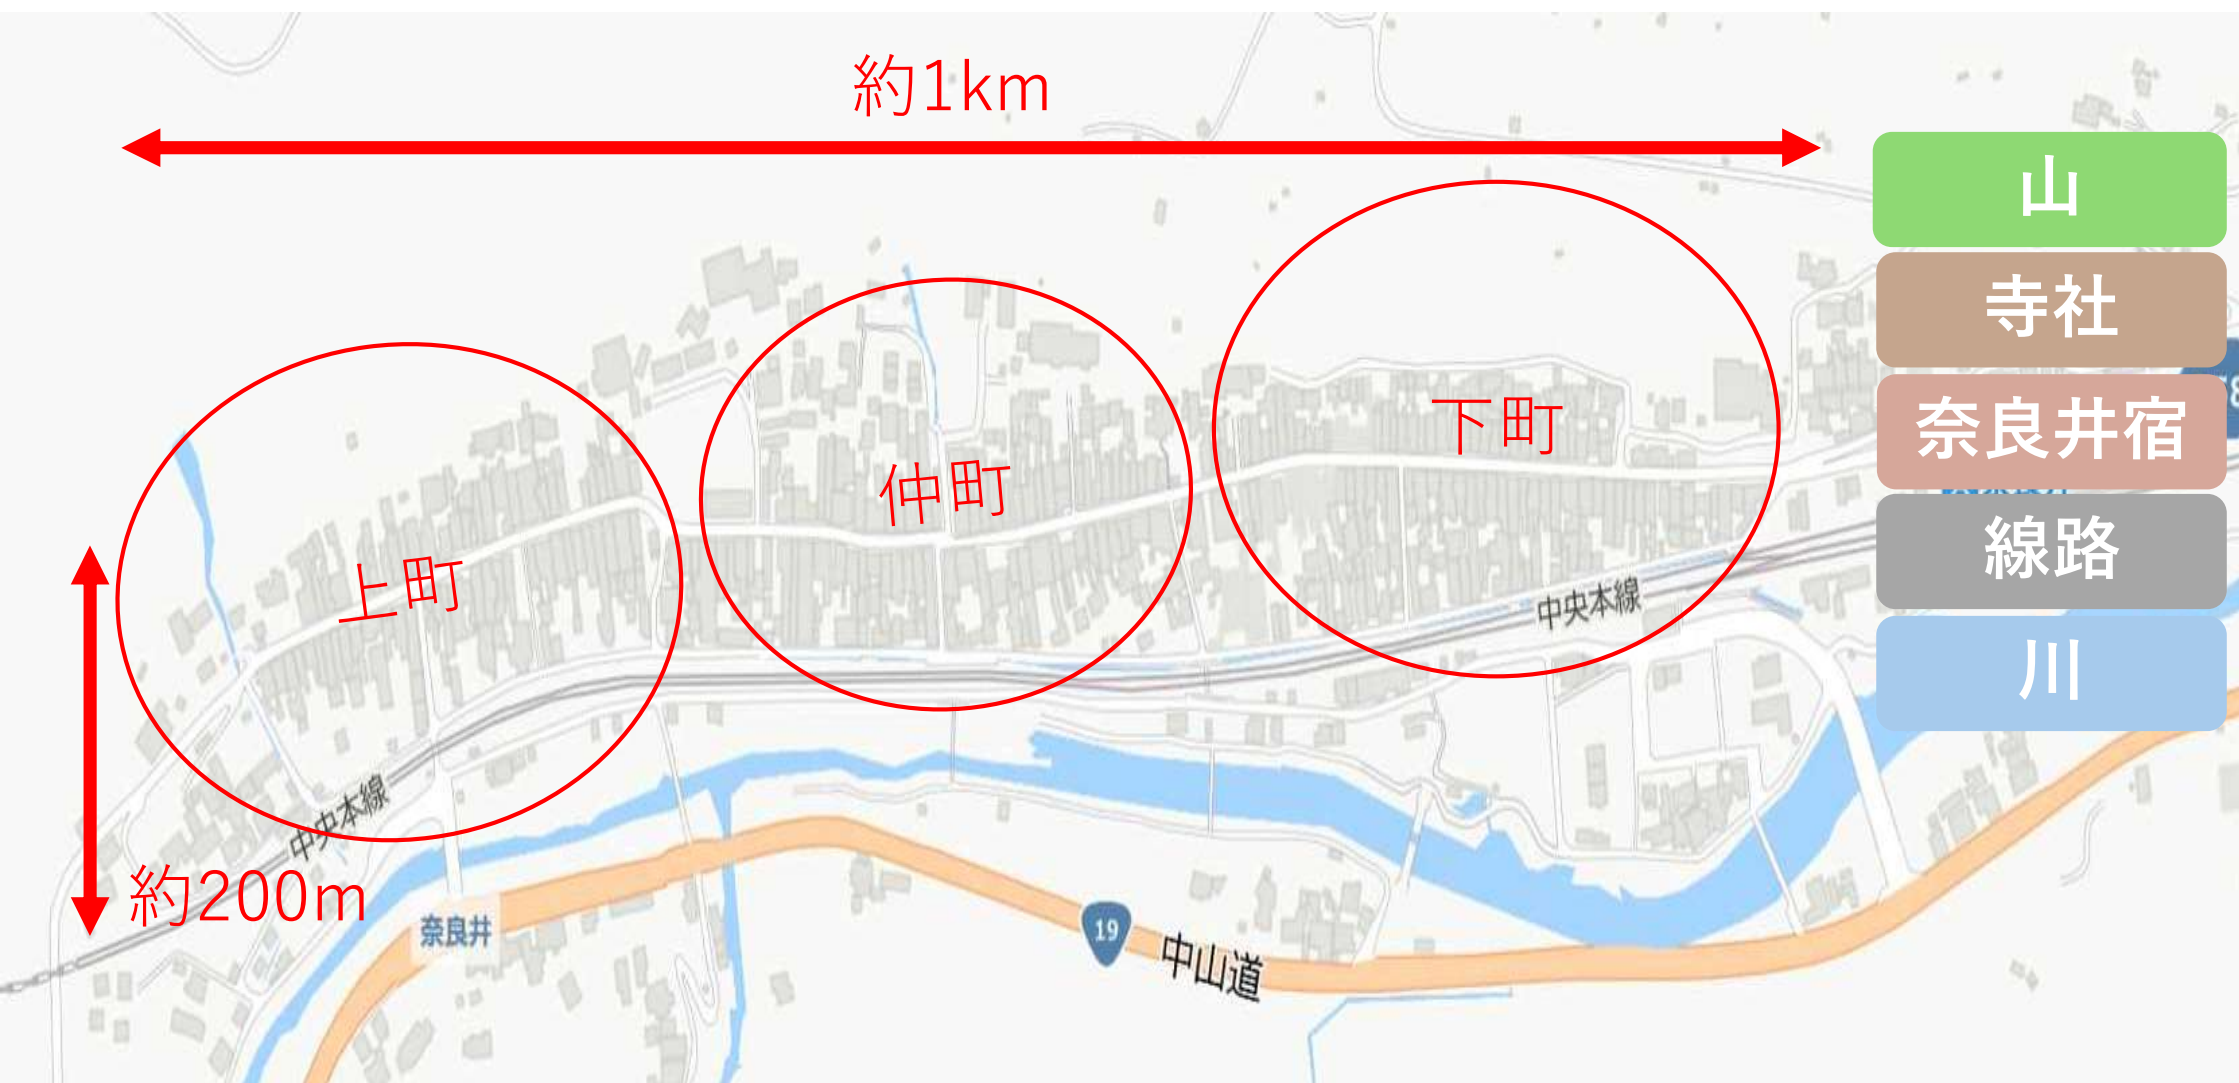 約1km
山
寺社
奈良井宿
線路
川
下町
仲町
上町
中央本線
中央本線
約200m
奈良井
19
中山道